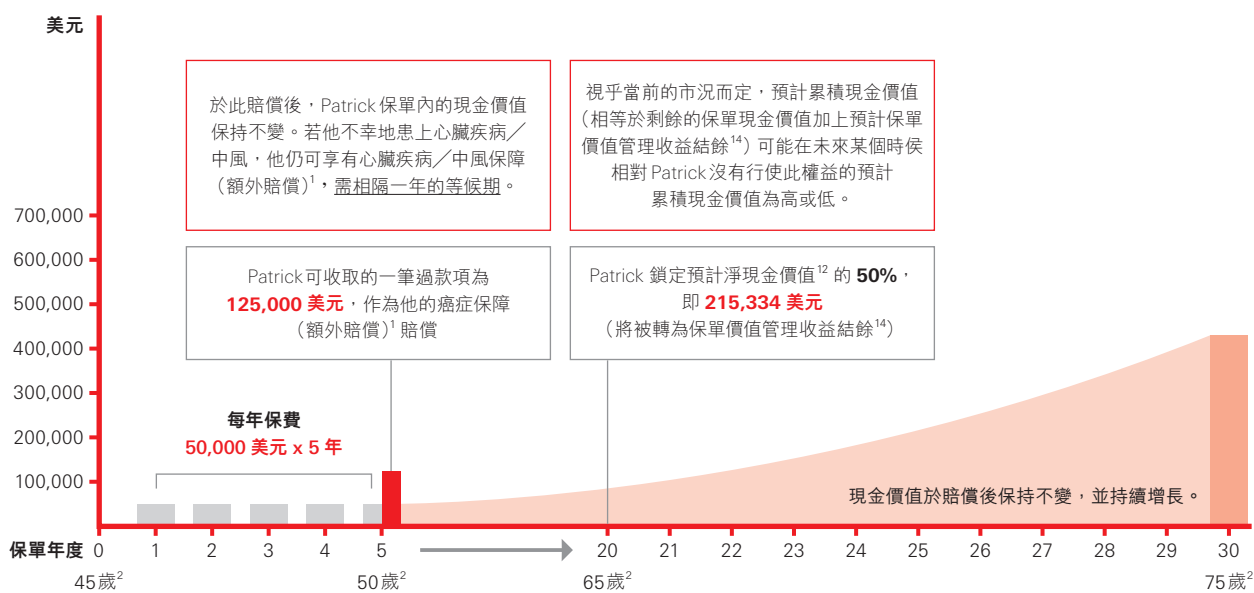 美元
於此賠償後，Patrick 保單內的現金價值
保持不變。若他不幸地患上心臟疾病／
中風，他仍可享有心臟疾病／中風保障
（額外賠償）1，需相隔一年的等候期。
視乎當前的市況而定，預計累積現金價值
（相等於剩餘的保單現金價值加上預計保單
價值管理收益結餘14）可能在未來某個時侯
相對 Patrick 沒有行使此權益的預計
累積現金價值為高或低。
Patrick 可收取的一筆過款項為
125,000 美元，作為他的癌症保障
（額外賠償）1 賠償
Patrick 鎖定預計淨現金價值12 的 50%，
即 215,334 美元
（將被轉為保單價值管理收益結餘14）
700,000
600,000
500,000
400,000
300,000
200,000
100,000
每年保費
50,000 美元 x 5 年
現金價值於賠償後保持不變，並持續增長。
保單年度 0 1 2 3 4 5 20 21 22 23 24 25 26 27 28 29 30
45歲2 50歲2 65歲2 75歲2